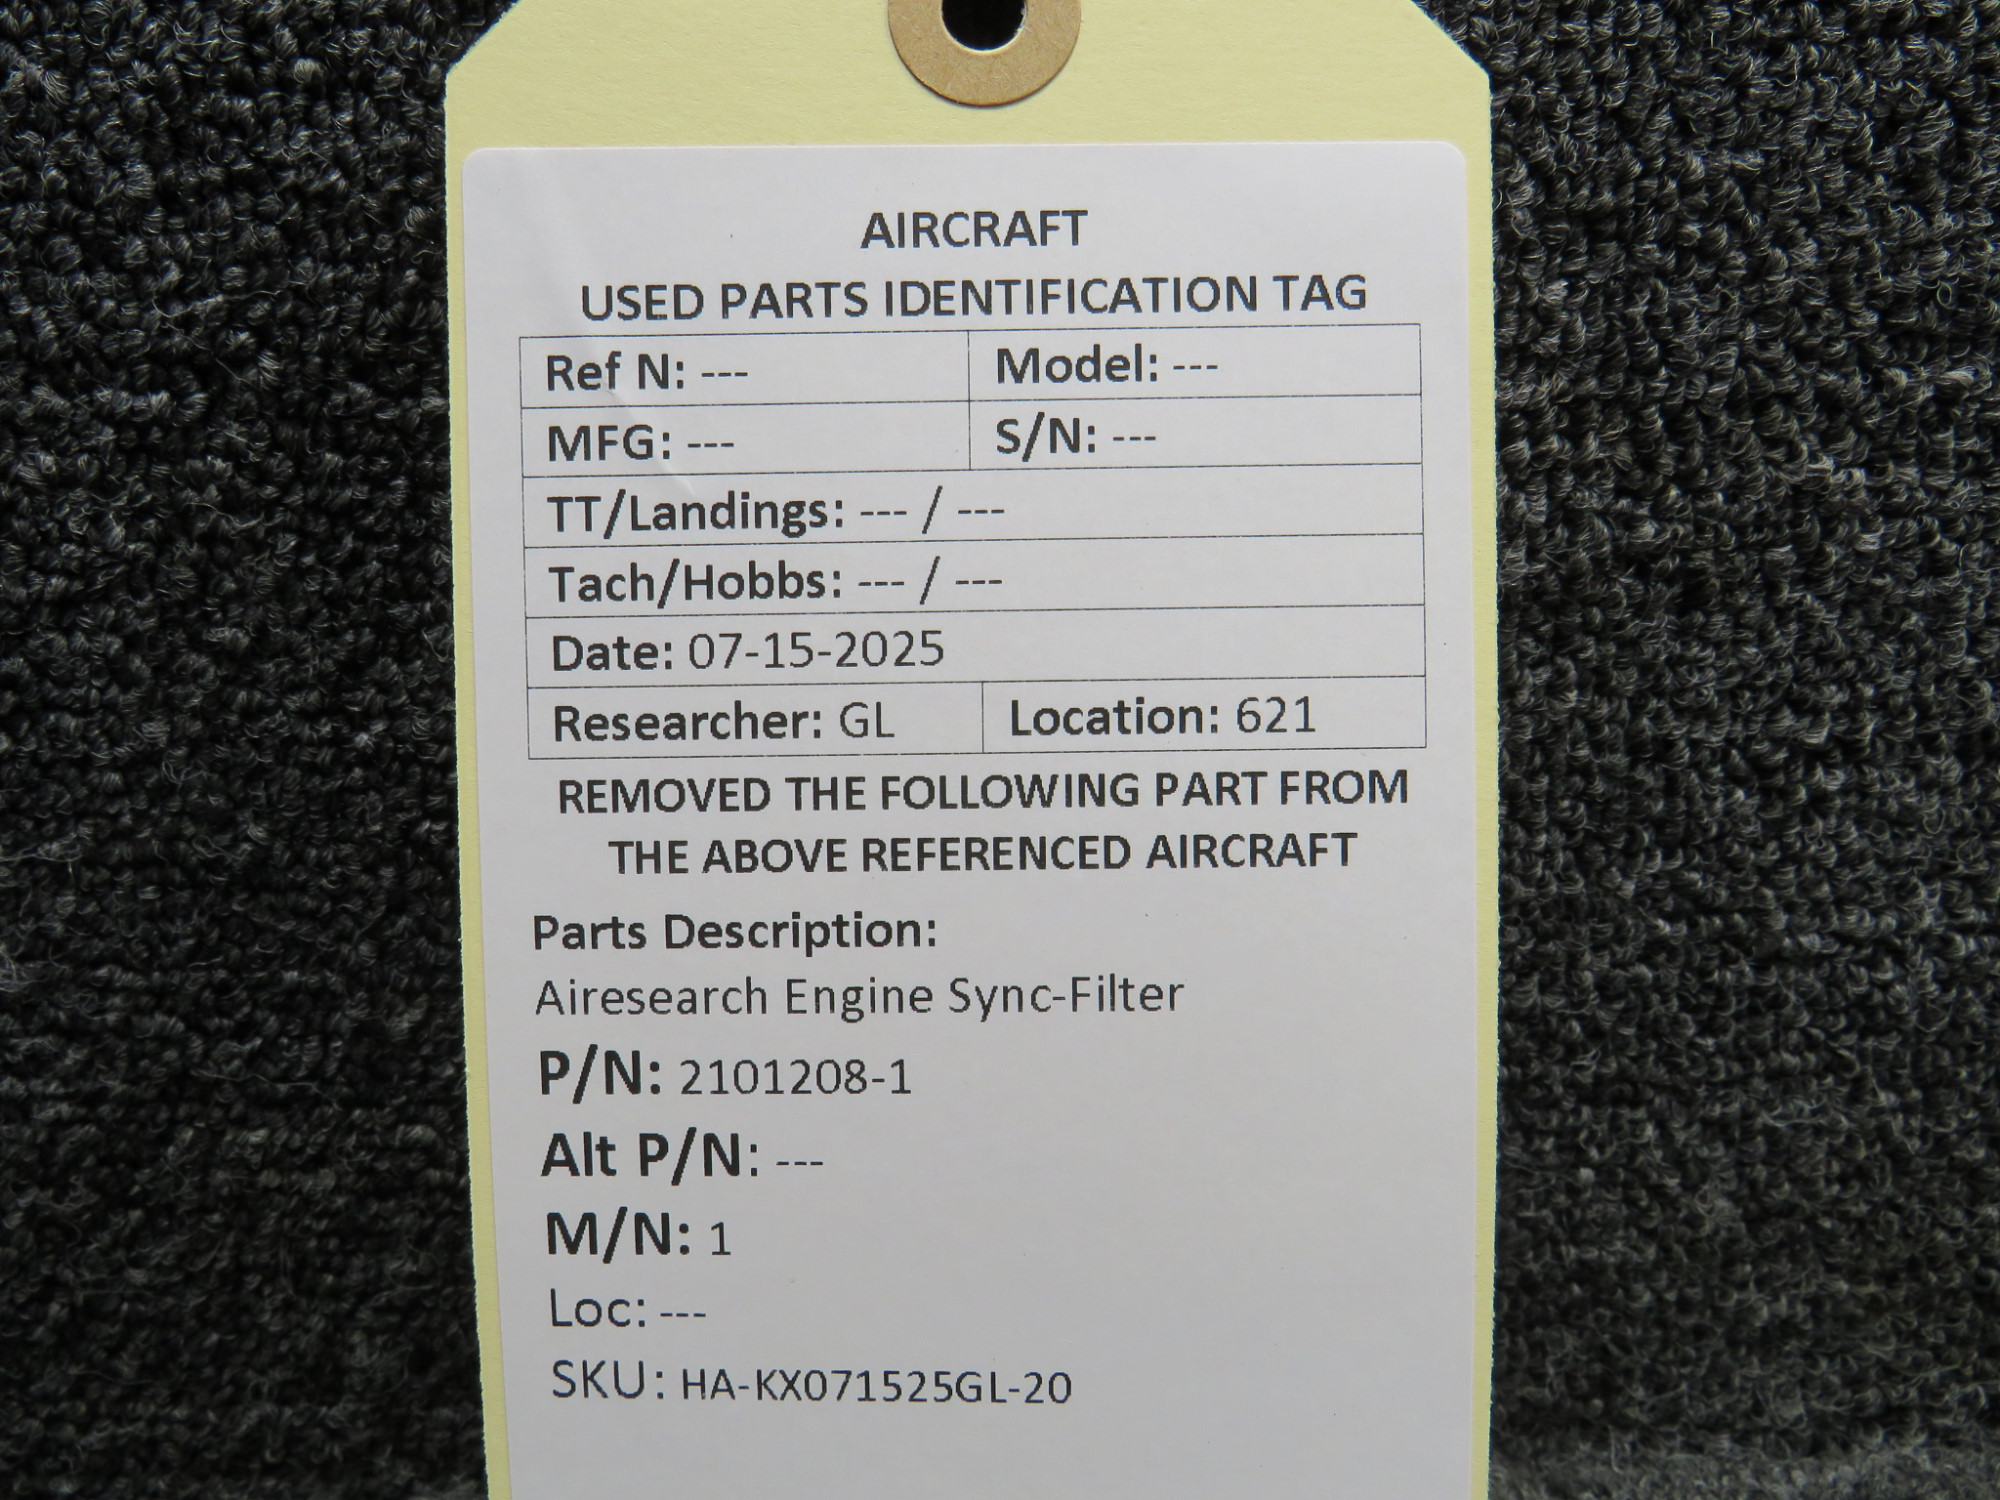 AIRCRAFT
USED PARTS IDENTIFICATION TAG
Ref N: --- Model: ---
MFG: --- S/N: ---
TT/Landings: --- / ---
Tach/Hobbs: --- / ---
Date: 07-15-2025
Researcher: GL Location: 621
REMOVED THE FOLLOWING PART FROM
THE ABOVE REFERENCED AIRCRAFT
Parts Description:
Airesearch Engine Sync-Filter
P/N: 2101208-1
Alt P/N: ---
M/N: 1
Loc: ---
SKU: HA-KX071525GL-20